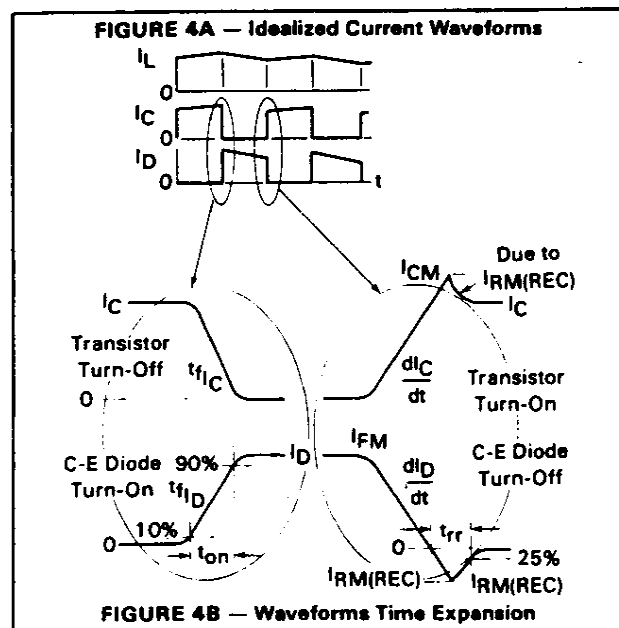 FIGURE 4A — Idealized Current Waveforms
IL
0
IC
0
ID
0
t
ICM
Due to
IRM(REC)
IC
IC
Transistor
Turn-Off
tfIC
0
dIC
dt
Transistor
Turn-On
C-E Diode
Turn-On
90%
tfID
ID
IFM
dID
dt
C-E Diode
Turn-Off
10%
0
ton
0
trr
IRM(REC)
25%
IRM(REC)
FIGURE 4B — Waveforms Time Expansion